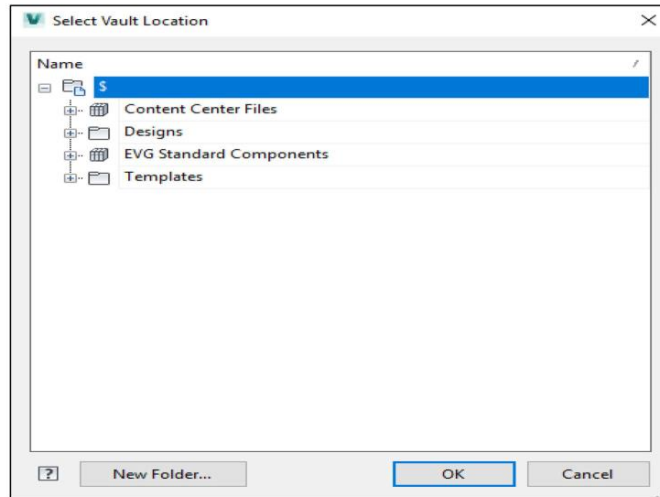 Select Vault Location
Name
$
Content Center Files
Designs
EVG Standard Components
Templates
?
New Folder...
OK
Cancel